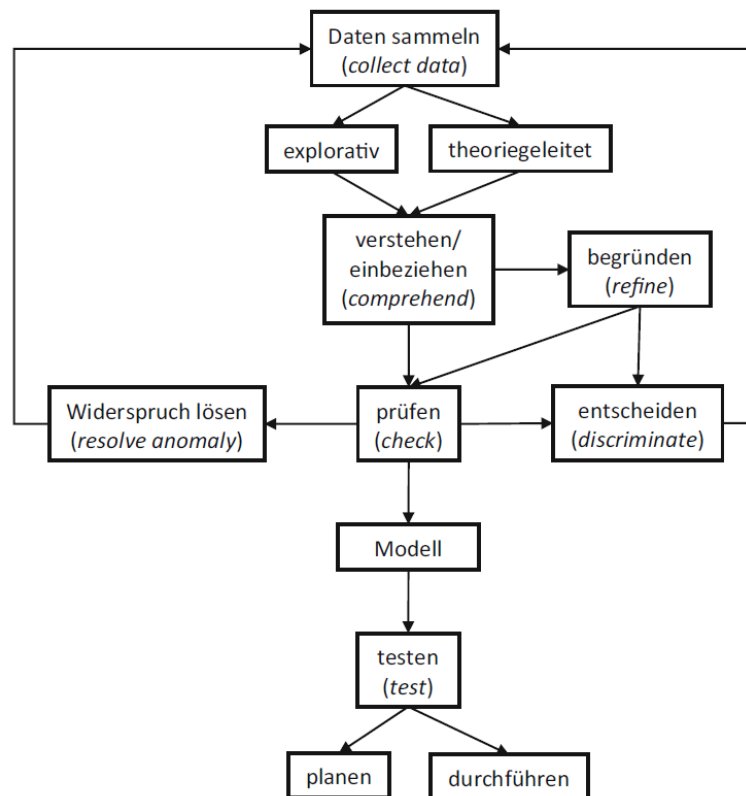 Daten sammeln
(collect data)
explorativ
theoriegeleitet
verstehen/
einbeziehen
(comprehend)
begründen
(refine)
Widerspruch lösen
(resolve anomaly)
prüfen
(check)
entscheiden
(discriminate)
Modell
testen
(test)
planen
durchführen